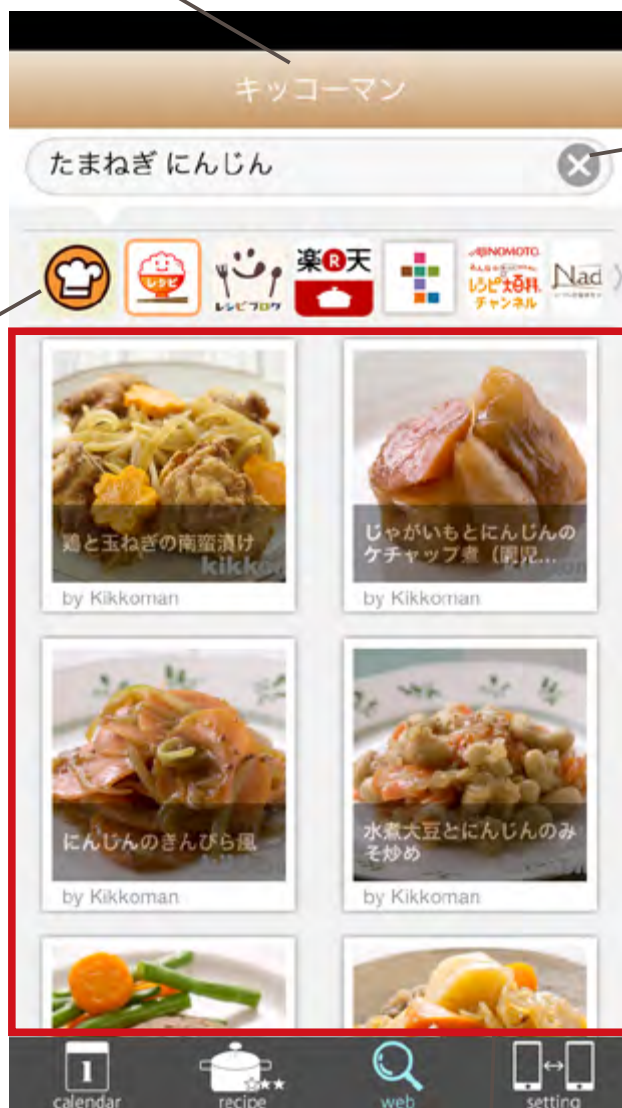 キッコーマン
たまねぎ にんじん
レシピ
レシピブログ
楽R天
AJINOMOTO
レシピ大百科
チャンネル
Nad
鶏と玉ねぎの南蛮漬け
by Kikkoman
じゃがいもとにんじんの
ケチャップ煮（園児…
by Kikkoman
にんじんのきんぴら風
by Kikkoman
水煮大豆とにんじんのみ
そ炒め
by Kikkoman
1
calendar
recipe
web
setting